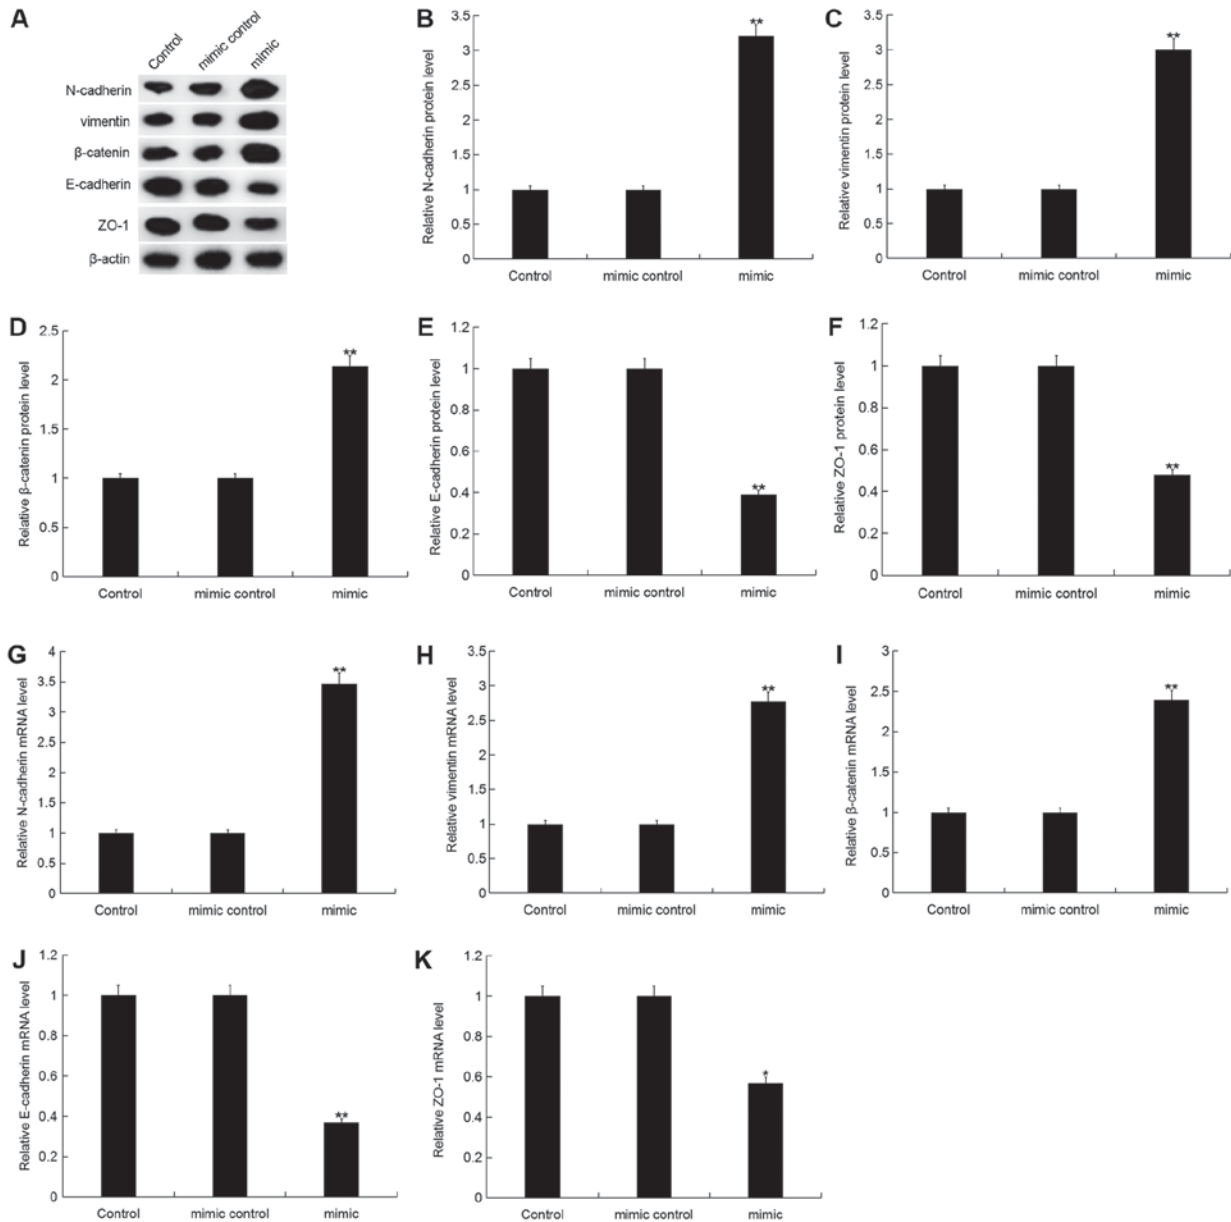 A
Control
mimic control
mimic
N-cadherin
vimentin
β-catenin
E-cadherin
ZO-1
β-actin
B
Relative N-cadherin protein level
3.5
3
2.5
2
1.5
1
0.5
0
**
Control
mimic control
mimic
C
Relative vimentin protein level
3.5
3
2.5
2
1.5
1
0.5
0
**
Control
mimic control
mimic
D
Relative β-catenin protein level
2.5
2
1.5
1
0.5
0
**
Control
mimic control
mimic
E
Relative E-cadherin protein level
1.2
1
0.8
0.6
0.4
0.2
0
**
Control
mimic control
mimic
F
Relative ZO-1 protein level
1.2
1
0.8
0.6
0.4
0.2
0
**
Control
mimic control
mimic
G
Relative N-cadherin mRNA level
4
3.5
3
2.5
2
1.5
1
0.5
0
**
Control
mimic control
mimic
H
Relative vimentin mRNA level
3.5
3
2.5
2
1.5
1
0.5
0
**
Control
mimic control
mimic
I
Relative β-catenin mRNA level
3
2.5
2
1.5
1
0.5
0
**
Control
mimic control
mimic
J
Relative E-cadherin mRNA level
1.2
1
0.8
0.6
0.4
0.2
0
**
Control
mimic control
mimic
K
Relative ZO-1 mRNA level
1.2
1
0.8
0.6
0.4
0.2
0
*
Control
mimic control
mimic